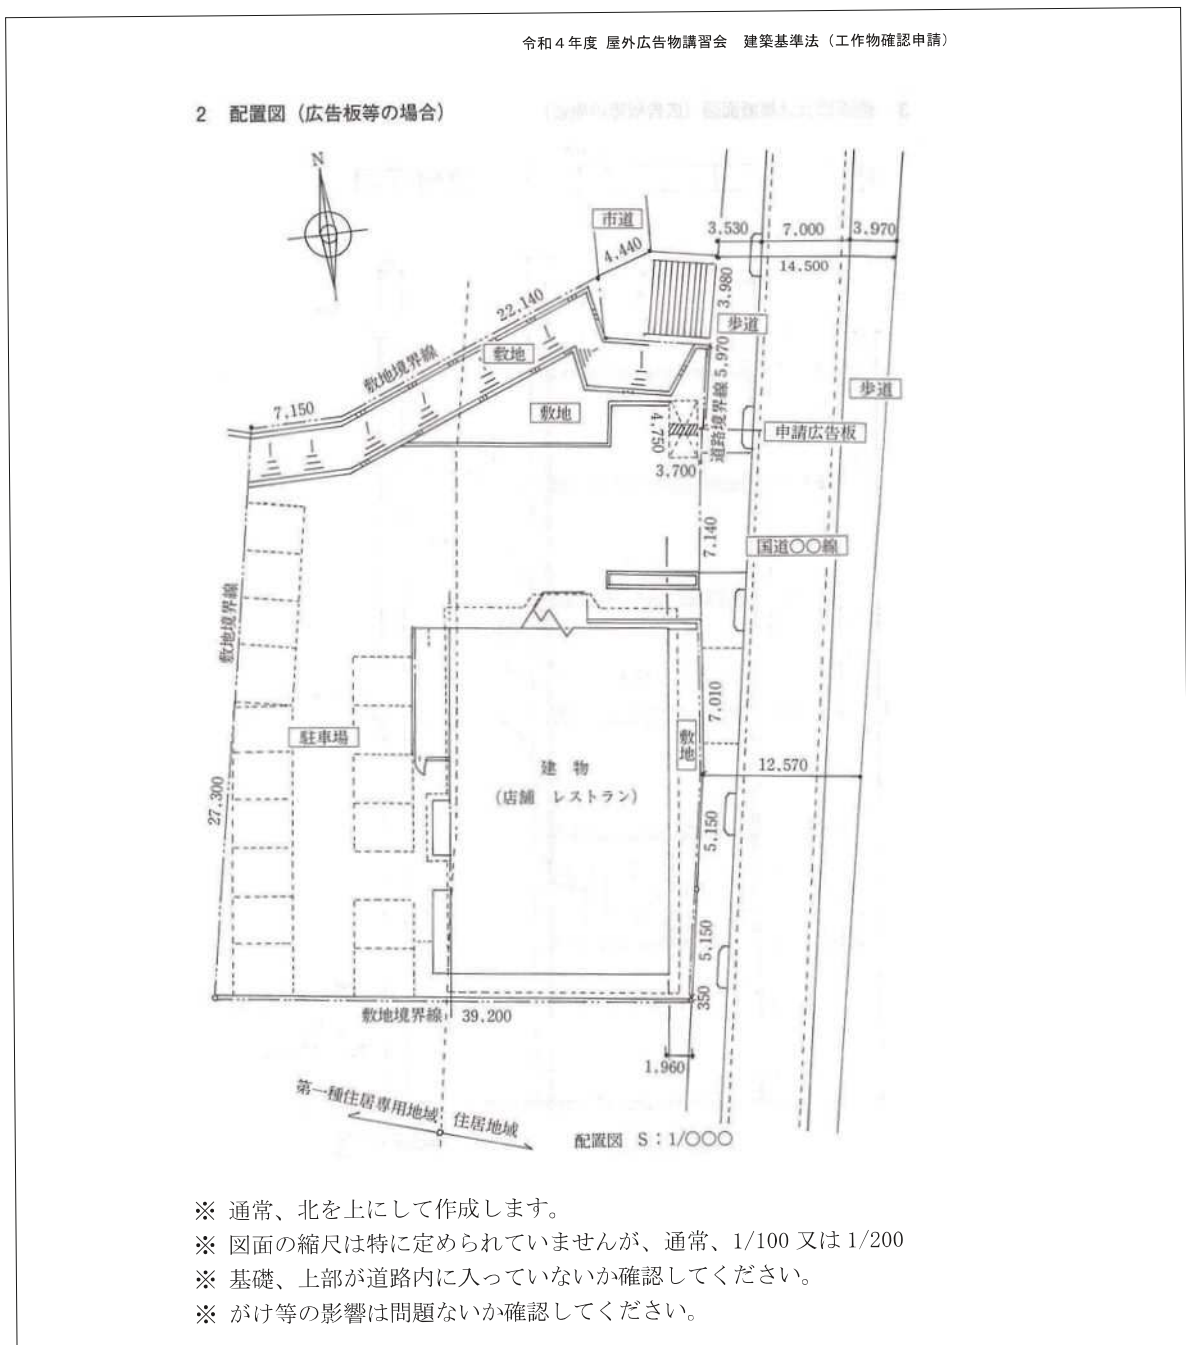 令和４年度 屋外広告物講習会　建築基準法（工作物確認申請）
２　配置図（広告板等の場合）
N
市道
3.530
7.000
3.970
4.440
14.500
3.980
22.140
歩道
敷地
敷地境界線
5.970
歩道
7.150
敷地
4.750
道路境界線
申請広告板
3.700
7.140
国道○○線
敷地境界線
7.010
駐車場
敷地
建　物
12.570
(店舗　レストラン)
27.300
5.150
5.150
350
敷地境界線
39.200
1.960
第一種住居専用地域
住居地域
配置図　S：1/○○○
※ 通常、北を上にして作成します。
※ 図面の縮尺は特に定められていませんが、通常、1/100 又は 1/200
※ 基礎、上部が道路内に入っていないか確認してください。
※ がけ等の影響は問題ないか確認してください。